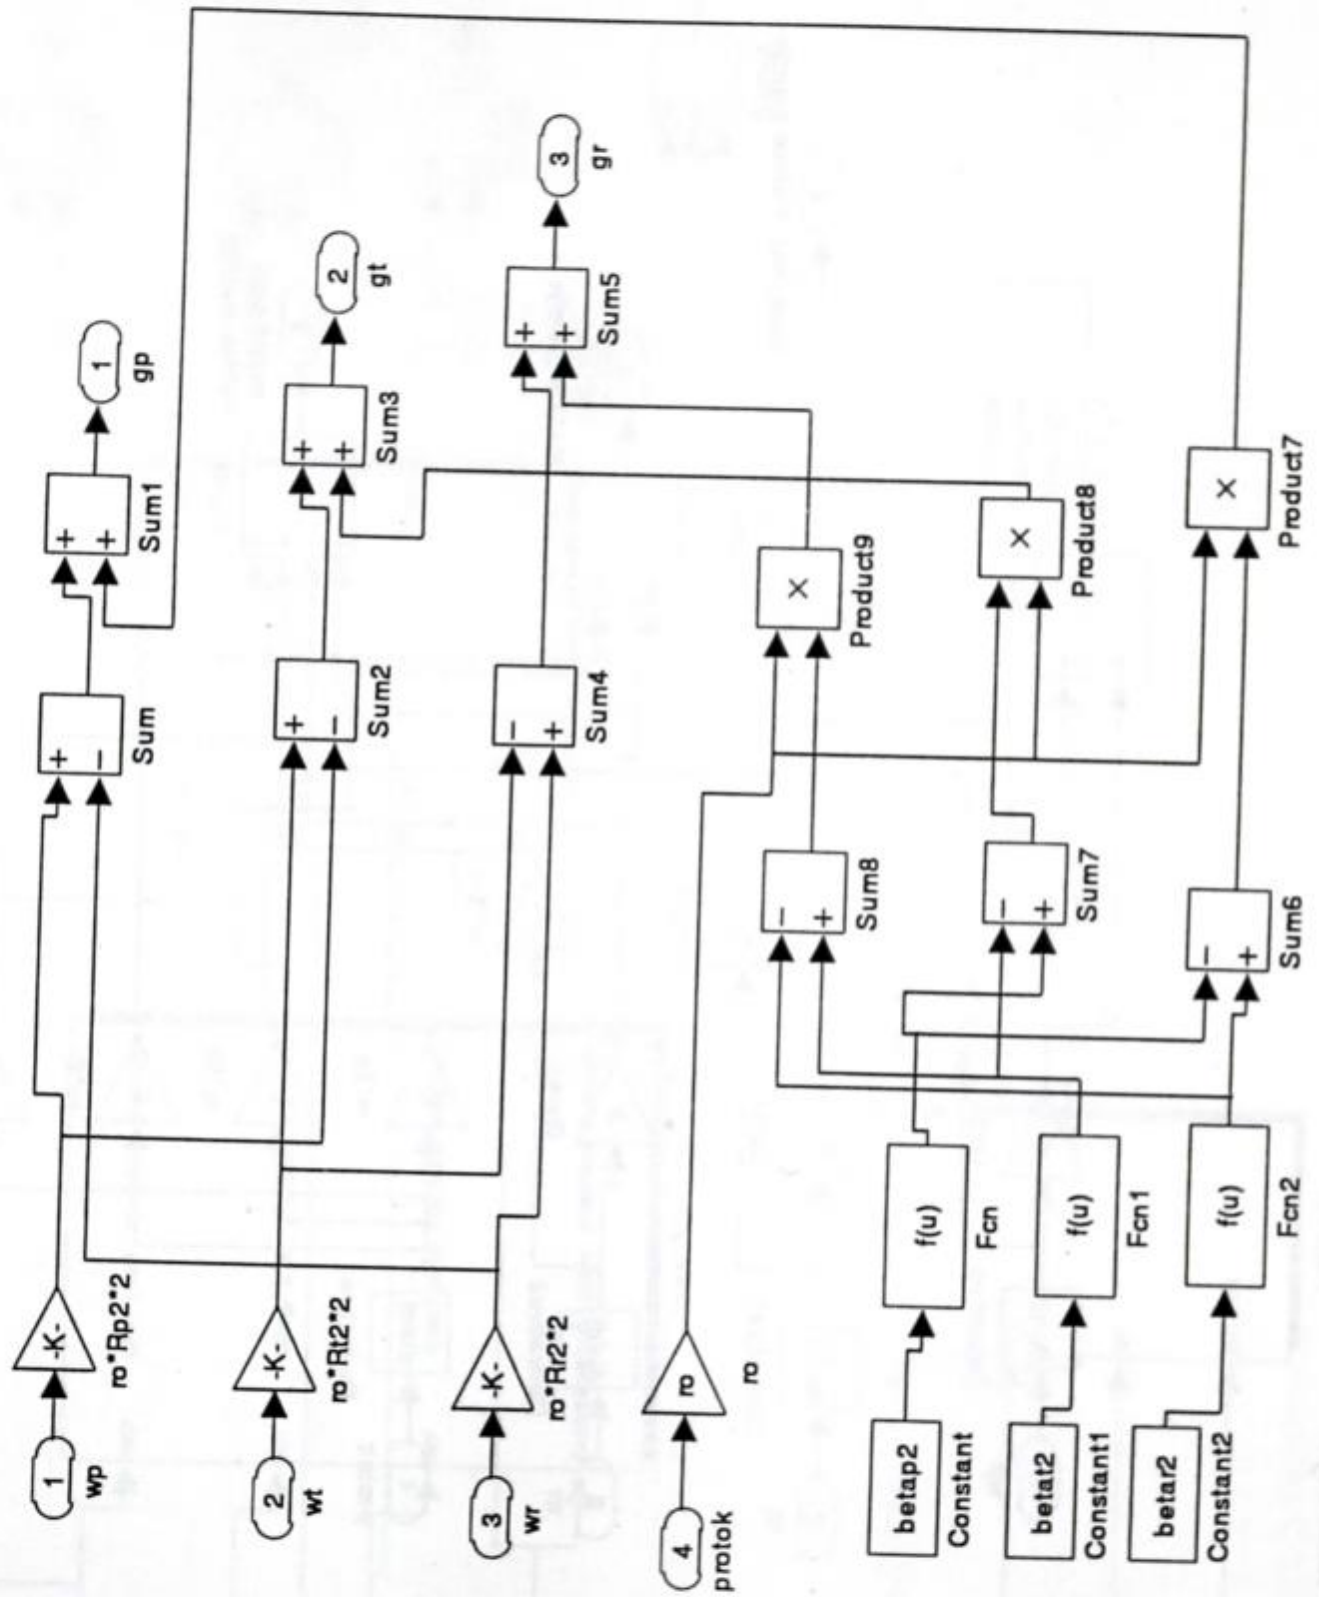 1
wp
-K-
ro*Rp2*2
+
−
Sum
+
+
Sum1
1
gp
2
wt
-K-
ro*Rt2*2
+
−
Sum2
+
+
Sum3
2
gt
3
wr
-K-
ro*Rr2*2
−
+
Sum4
+
+
Sum5
3
gr
4
protok
ro
ro
−
+
Sum8
×
Product9
betap2
Constant
f(u)
Fcn
−
+
Sum7
×
Product8
betat2
Constant1
f(u)
Fcn1
betar2
Constant2
f(u)
Fcn2
−
+
Sum6
×
Product7